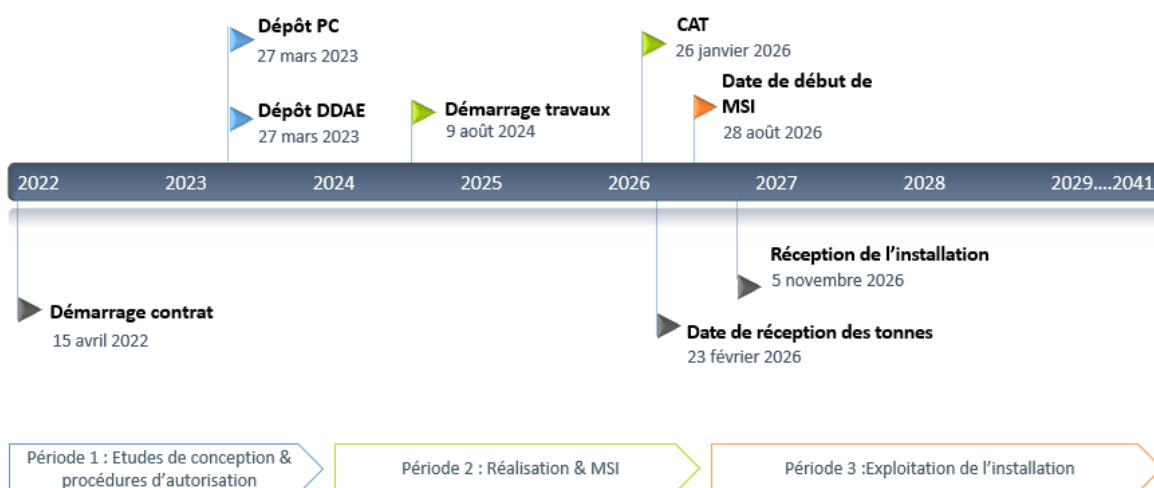 Dépôt PC
27 mars 2023
CAT
26 janvier 2026
Date de début de
MSI
28 août 2026
Dépôt DDAE
27 mars 2023
Démarrage travaux
9 août 2024
2022 2023 2024 2025 2026 2027 2028 2029....2041
Réception de l'installation
5 novembre 2026
Démarrage contrat
15 avril 2022
Date de réception des tonnes
23 février 2026
Période 1 : Etudes de conception &
procédures d'autorisation
Période 2 : Réalisation & MSI
Période 3 :Exploitation de l'installation